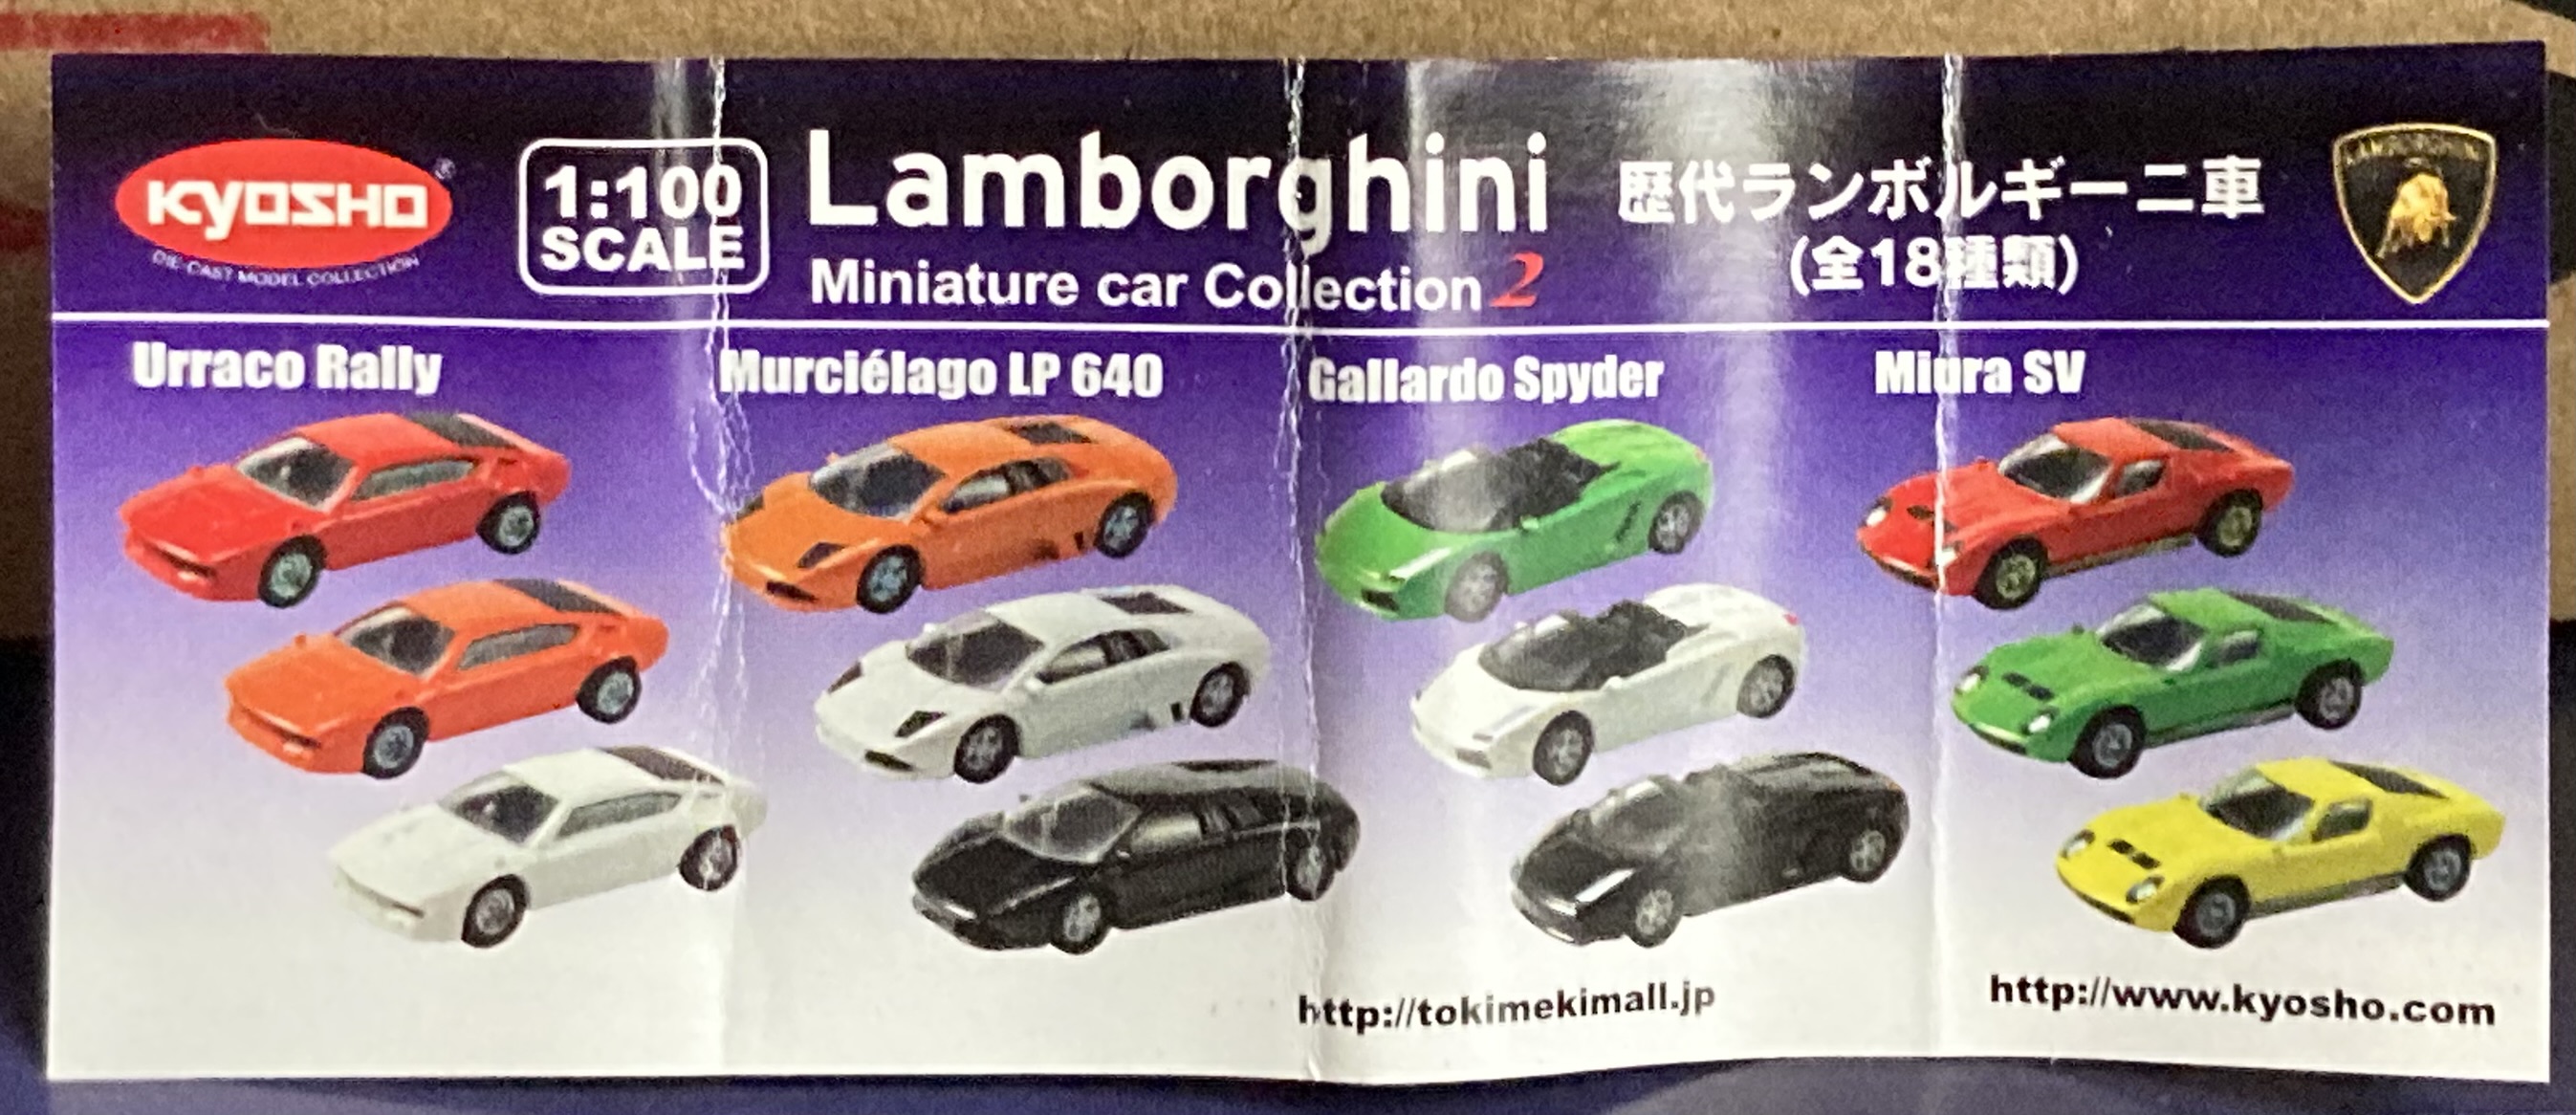 KYOSHO®
DIE-CAST MODEL COLLECTION
1:100
SCALE
Lamborghini
Miniature car Collection 2
歴代ランボルギーニ車
(全18種類)
LAMBORGHINI
Urraco Rally
Murciélago LP 640
Gallardo Spyder
Miura SV
http://tokimekimall.jp
http://www.kyosho.com